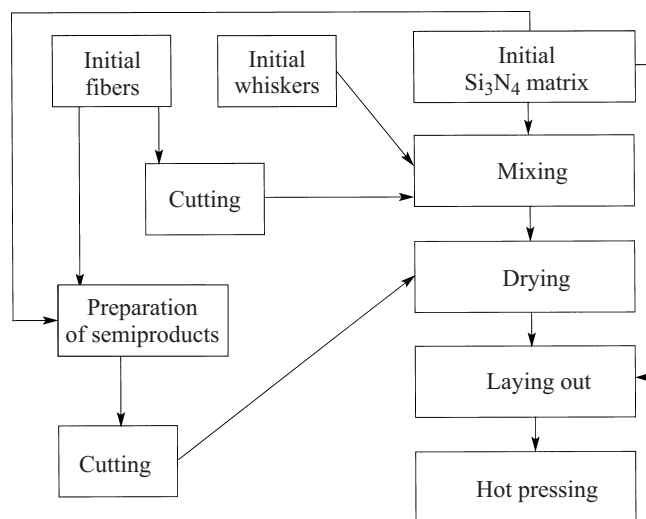 Initial
fibers
Initial
whiskers
Initial
Si₃N₄ matrix
Cutting
Mixing
Drying
Preparation
of semiproducts
Laying out
Cutting
Hot pressing